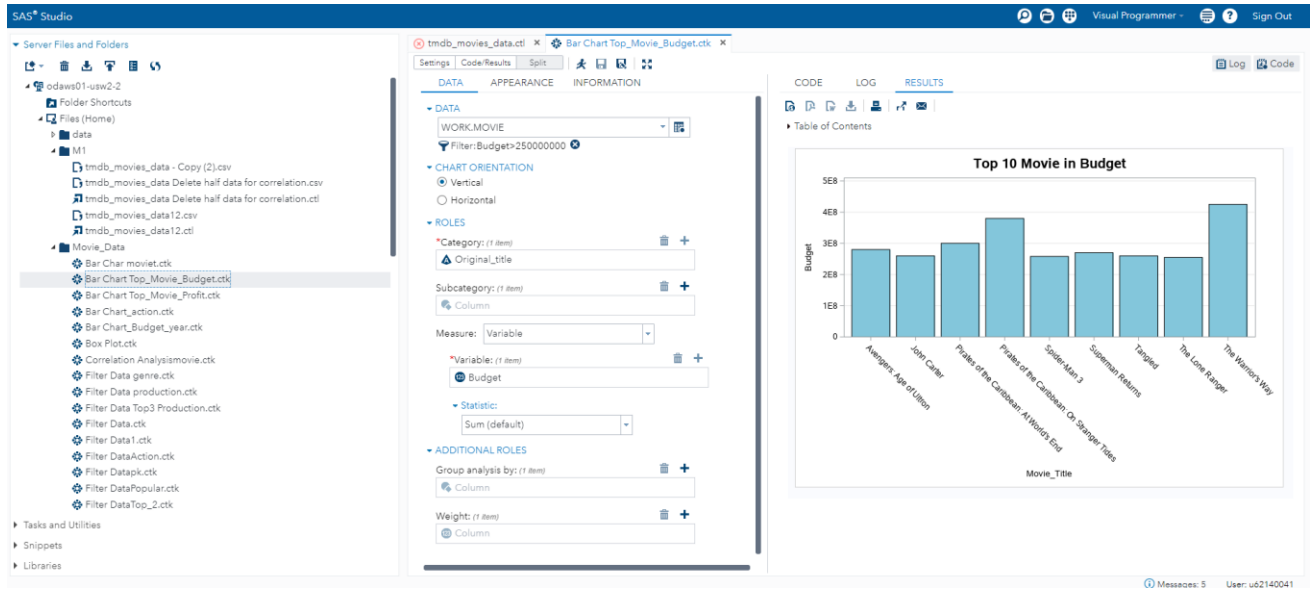 SAS® Studio
Visual Programmer
Sign Out
Server Files and Folders
odaws01-usw2-2
Folder Shortcuts
Files (Home)
data
M1
tmdb_movies_data - Copy (2).csv
tmdb_movies_data Delete half data for correlation.csv
tmdb_movies_data Delete half data for correlation.ctl
tmdb_movies_data12.csv
tmdb_movies_data12.ctl
Movie_Data
Bar Char moviet.ctk
Bar Chart Top_Movie_Budget.ctk
Bar Chart Top_Movie_Profit.ctk
Bar Chart_action.ctk
Bar Chart_Budget_year.ctk
Box Plot.ctk
Correlation Analysismovie.ctk
Filter Data genre.ctk
Filter Data production.ctk
Filter Data Top3 Production.ctk
Filter Data.ctk
Filter Data1.ctk
Filter DataAction.ctk
Filter Datapk.ctk
Filter DataPopular.ctk
Filter DataTop_2.ctk
Tasks and Utilities
Snippets
Libraries
tmdb_movies_data.ctl × Bar Chart Top_Movie_Budget.ctk ×
Settings Code/Results Split
Log Code
DATA APPEARANCE INFORMATION
DATA
WORK.MOVIE
Filter:Budget>250000000
CHART ORIENTATION
Vertical
Horizontal
ROLES
*Category: (1 item)
Original_title
Subcategory: (1 item)
Column
Measure: Variable
*Variable: (1 item)
Budget
Statistic:
Sum (default)
ADDITIONAL ROLES
Group analysis by: (1 item)
Column
Weight: (1 item)
Column
CODE LOG RESULTS
Table of Contents
Top 10 Movie in Budget
5E8
4E8
3E8
2E8
1E8
0
Budget
Avengers: Age of Ultron
John Carter
Pirates of the Caribbean: At World's End
Pirates of the Caribbean: On Stranger Tides
Spider-Man 3
Superman Returns
Tangled
The Lone Ranger
The Warrior's Way
Movie_Title
Messages: 5 User: u62140041